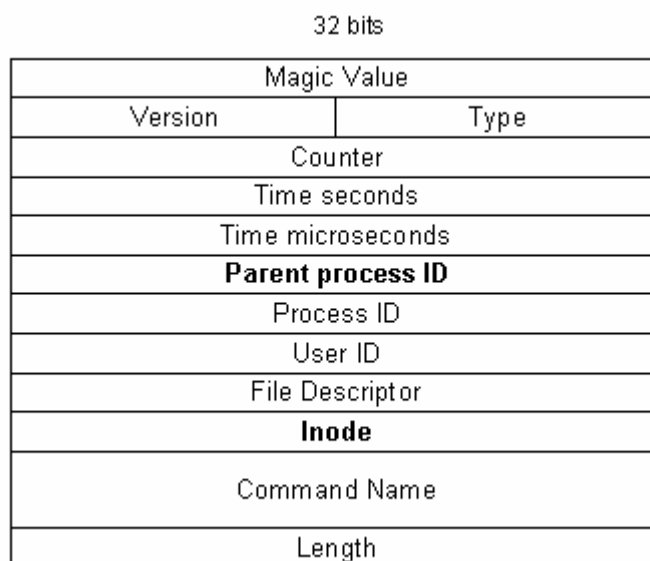 32 bits
Magic Value
Version Type
Counter
Time seconds
Time microseconds
Parent process ID
Process ID
User ID
File Descriptor
Inode
Command Name
Length